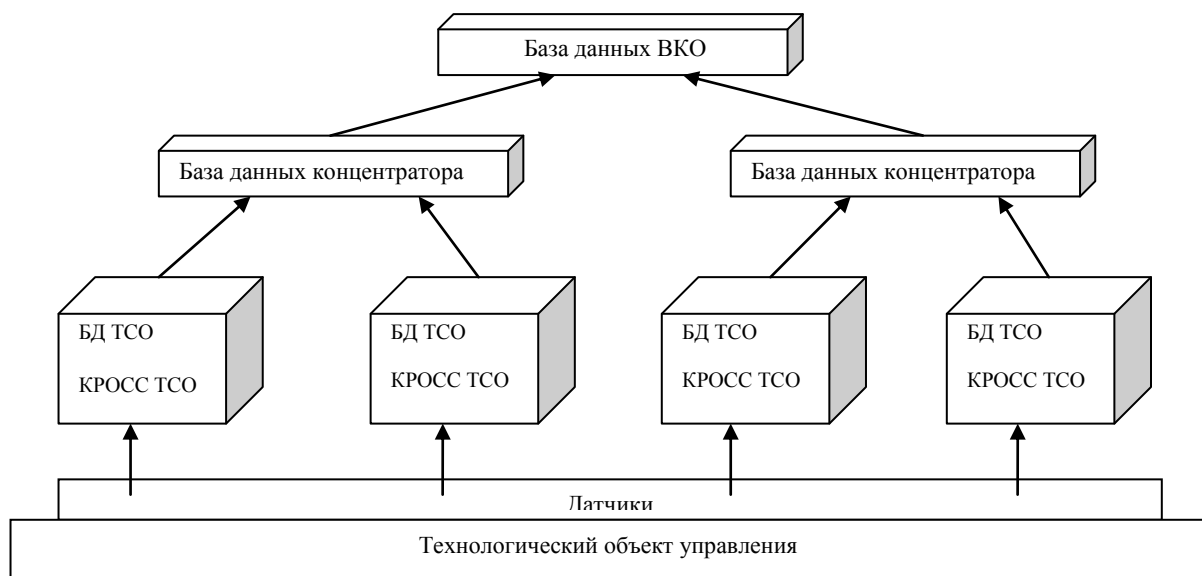 База данных ВКО
База данных концентратора
База данных концентратора
БД ТСО
КРОСС ТСО
БД ТСО
КРОСС ТСО
БД ТСО
КРОСС ТСО
БД ТСО
КРОСС ТСО
Датчики
Технологический объект управления